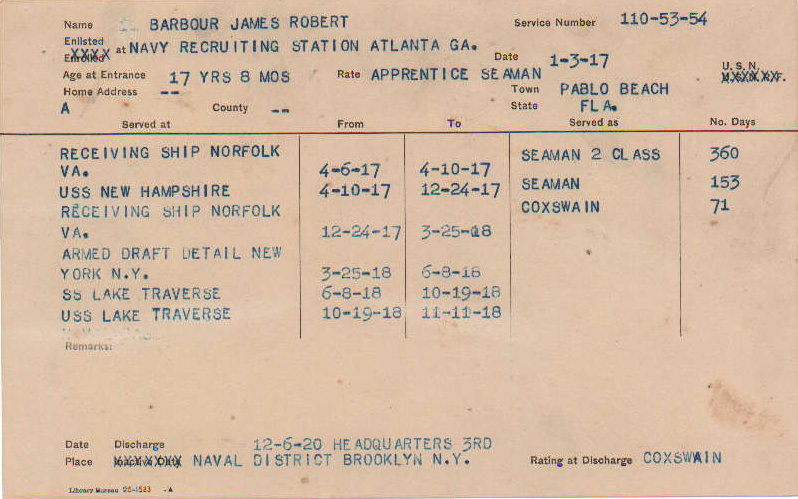 Name BARBOUR JAMES ROBERT Service Number 110-53-54
Enlisted
Enrolled XXXX at NAVY RECRUITING STATION ATLANTA GA. Date 1-3-17
Age at Entrance 17 YRS 8 MOS Rate APPRENTICE SEAMAN U. S. N.
Home Address -- Town PABLO BEACH
A County -- State FLA.
Served at From To Served as No. Days
RECEIVING SHIP NORFOLK SEAMAN 2 CLASS 360
VA. 4-6-17 4-10-17
USS NEW HAMPSHIRE 4-10-17 12-24-17 SEAMAN 153
RECEIVING SHIP NORFOLK COXSWAIN 71
VA. 12-24-17 3-25-18
ARMED DRAFT DETAIL NEW
YORK N.Y. 3-25-18 6-8-18
SS LAKE TRAVERSE 6-8-18 10-19-18
USS LAKE TRAVERSE 10-19-18 11-11-18
Remarks:
Date Discharge 12-6-20 HEADQUARTERS 3RD
Place XXXXXXX NAVAL DISTRICT BROOKLYN N.Y. Rating at Discharge COXSWAIN
Library Bureau 26-1533 -A